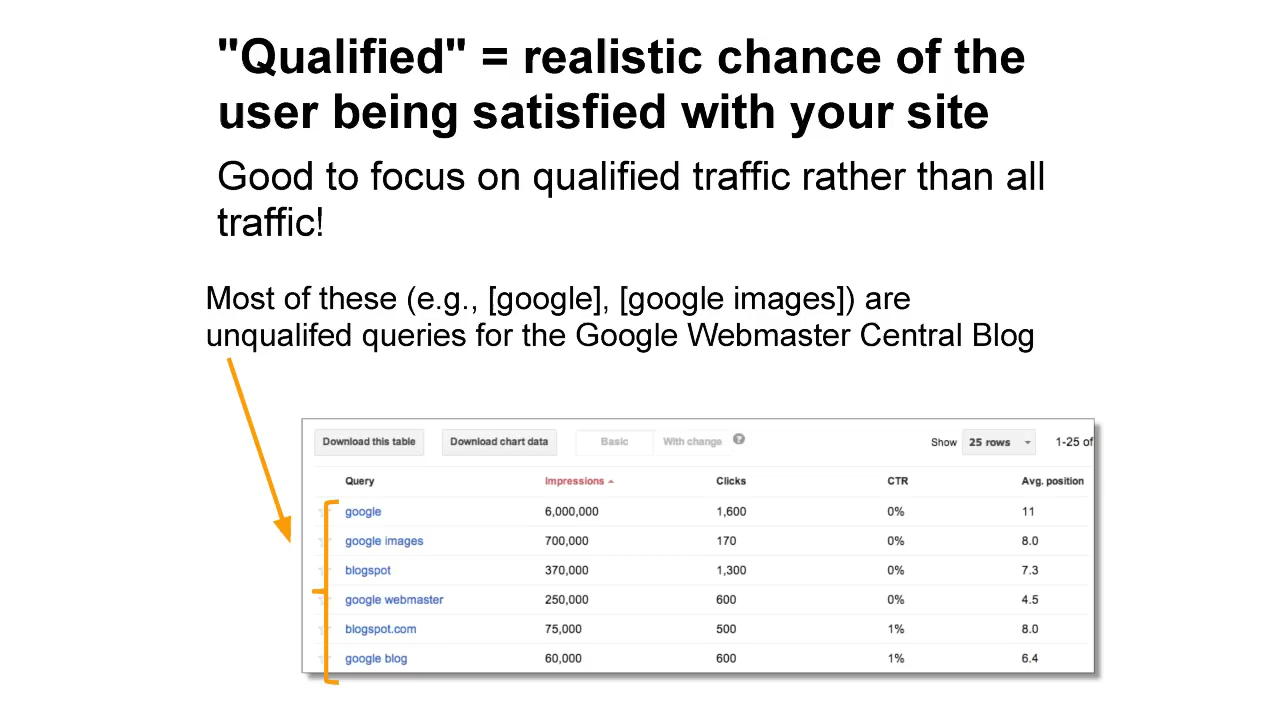 "Qualified" = realistic chance of the
user being satisfied with your site
Good to focus on qualified traffic rather than all
traffic!
Most of these (e.g., [google], [google images]) are
unqualifed queries for the Google Webmaster Central Blog
Download this table Download chart data Basic With change ? Show 25 rows 1-25 of
Query Impressions Clicks CTR Avg. position
google 6,000,000 1,600 0% 11
google images 700,000 170 0% 8.0
blogspot 370,000 1,300 0% 7.3
google webmaster 250,000 600 0% 4.5
blogspot.com 75,000 500 1% 8.0
google blog 60,000 600 1% 6.4